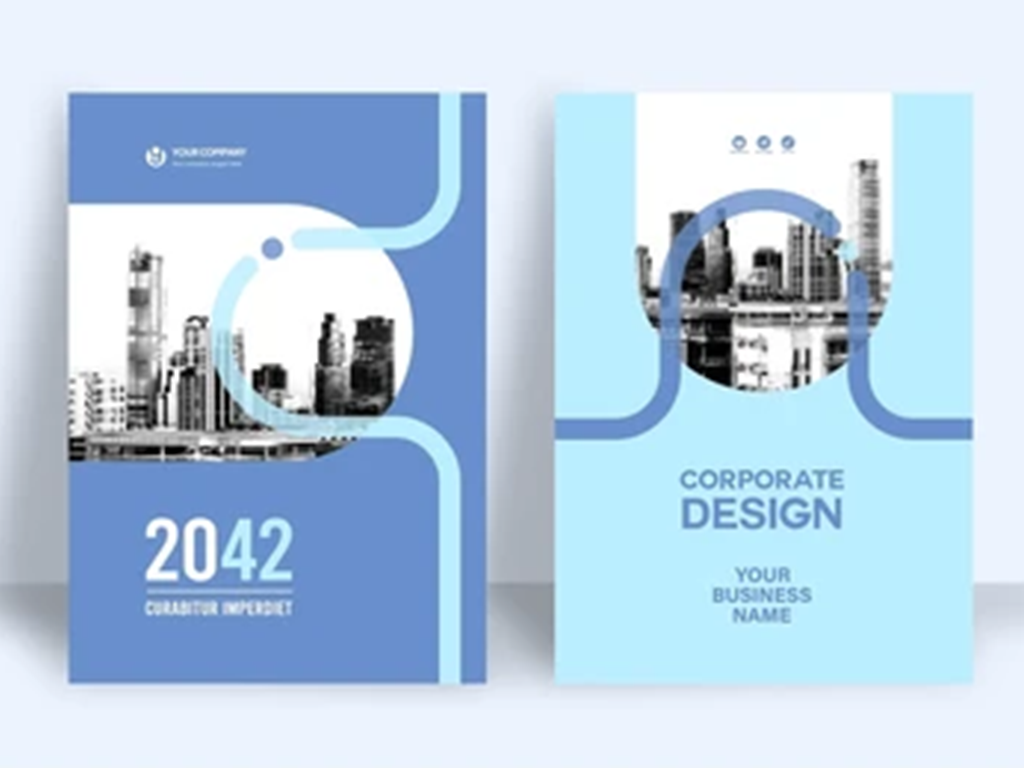 YOUR COMPANY
2042
CURABITUR IMPERDIET
CORPORATE
DESIGN
YOUR
BUSINESS
NAME